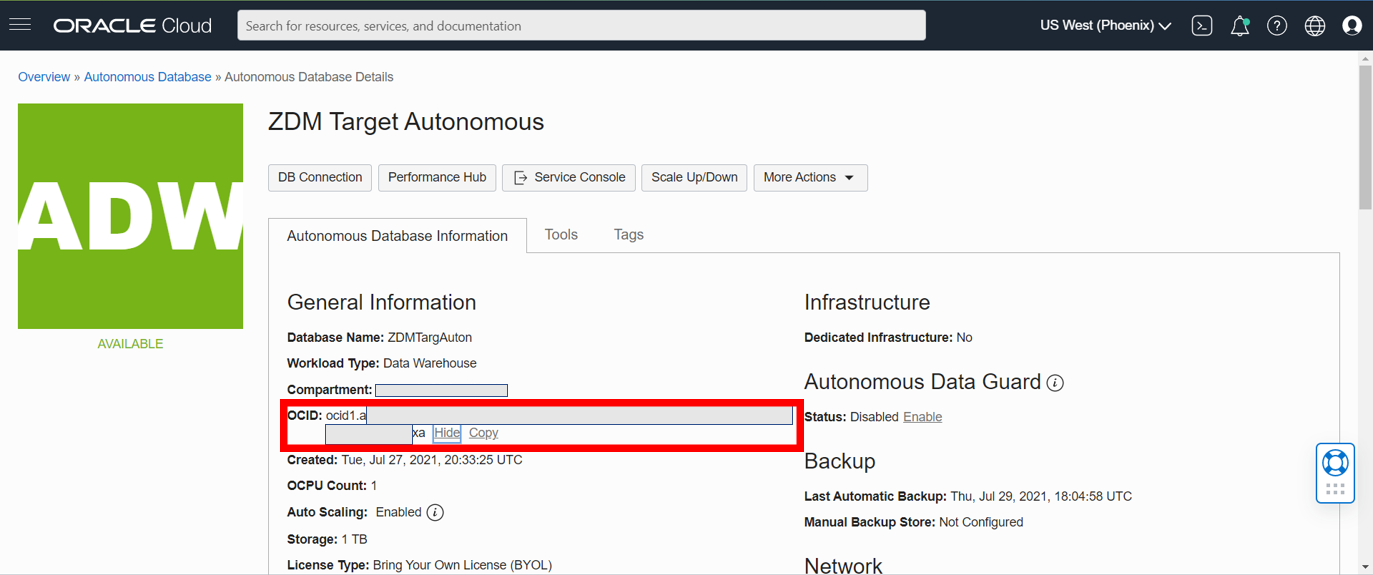 ORACLE Cloud
Search for resources, services, and documentation
US West (Phoenix)
Overview » Autonomous Database » Autonomous Database Details
ADW
AVAILABLE
ZDM Target Autonomous
DB Connection
Performance Hub
Service Console
Scale Up/Down
More Actions
Autonomous Database Information
Tools
Tags
General Information
Database Name: ZDMTargAuton
Workload Type: Data Warehouse
Compartment:
OCID: ocid1.a
xa Hide Copy
Created: Tue, Jul 27, 2021, 20:33:25 UTC
OCPU Count: 1
Auto Scaling: Enabled
Storage: 1 TB
License Type: Bring Your Own License (BYOL)
Infrastructure
Dedicated Infrastructure: No
Autonomous Data Guard
Status: Disabled Enable
Backup
Last Automatic Backup: Thu, Jul 29, 2021, 18:04:58 UTC
Manual Backup Store: Not Configured
Network